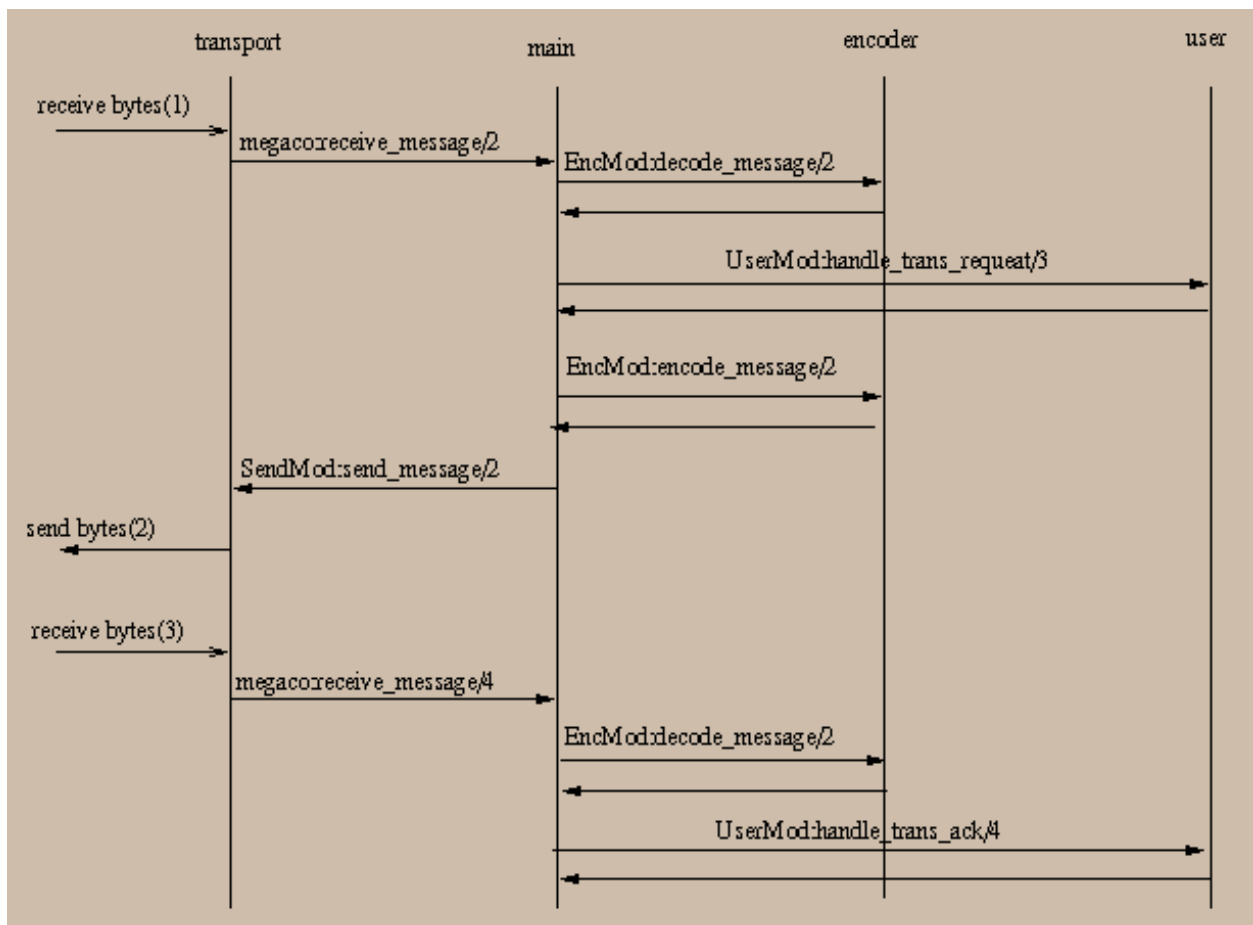 transport
main
encoder
user
receive bytes(1)
megaco:receive_message/2
EncMod:decode_message/2
UserMod:handle_trans_requeat/3
EncMod:encode_message/2
SendMod:send_message/2
send bytes(2)
receive bytes(3)
megaco:receive_message/4
EncMod:decode_message/2
UserMod:handle_trans_ack/4